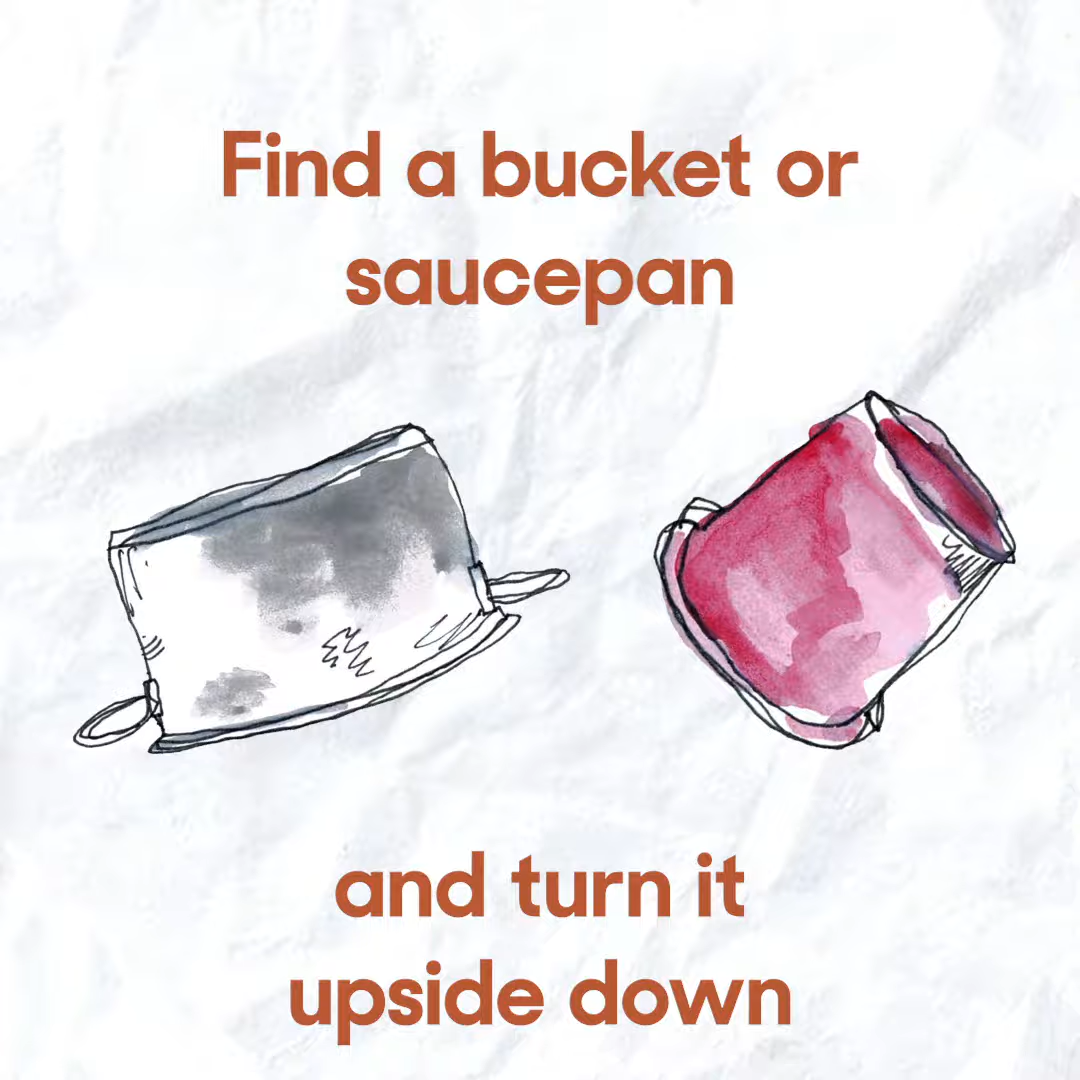 Find a bucket or
saucepan
and turn it
upside down